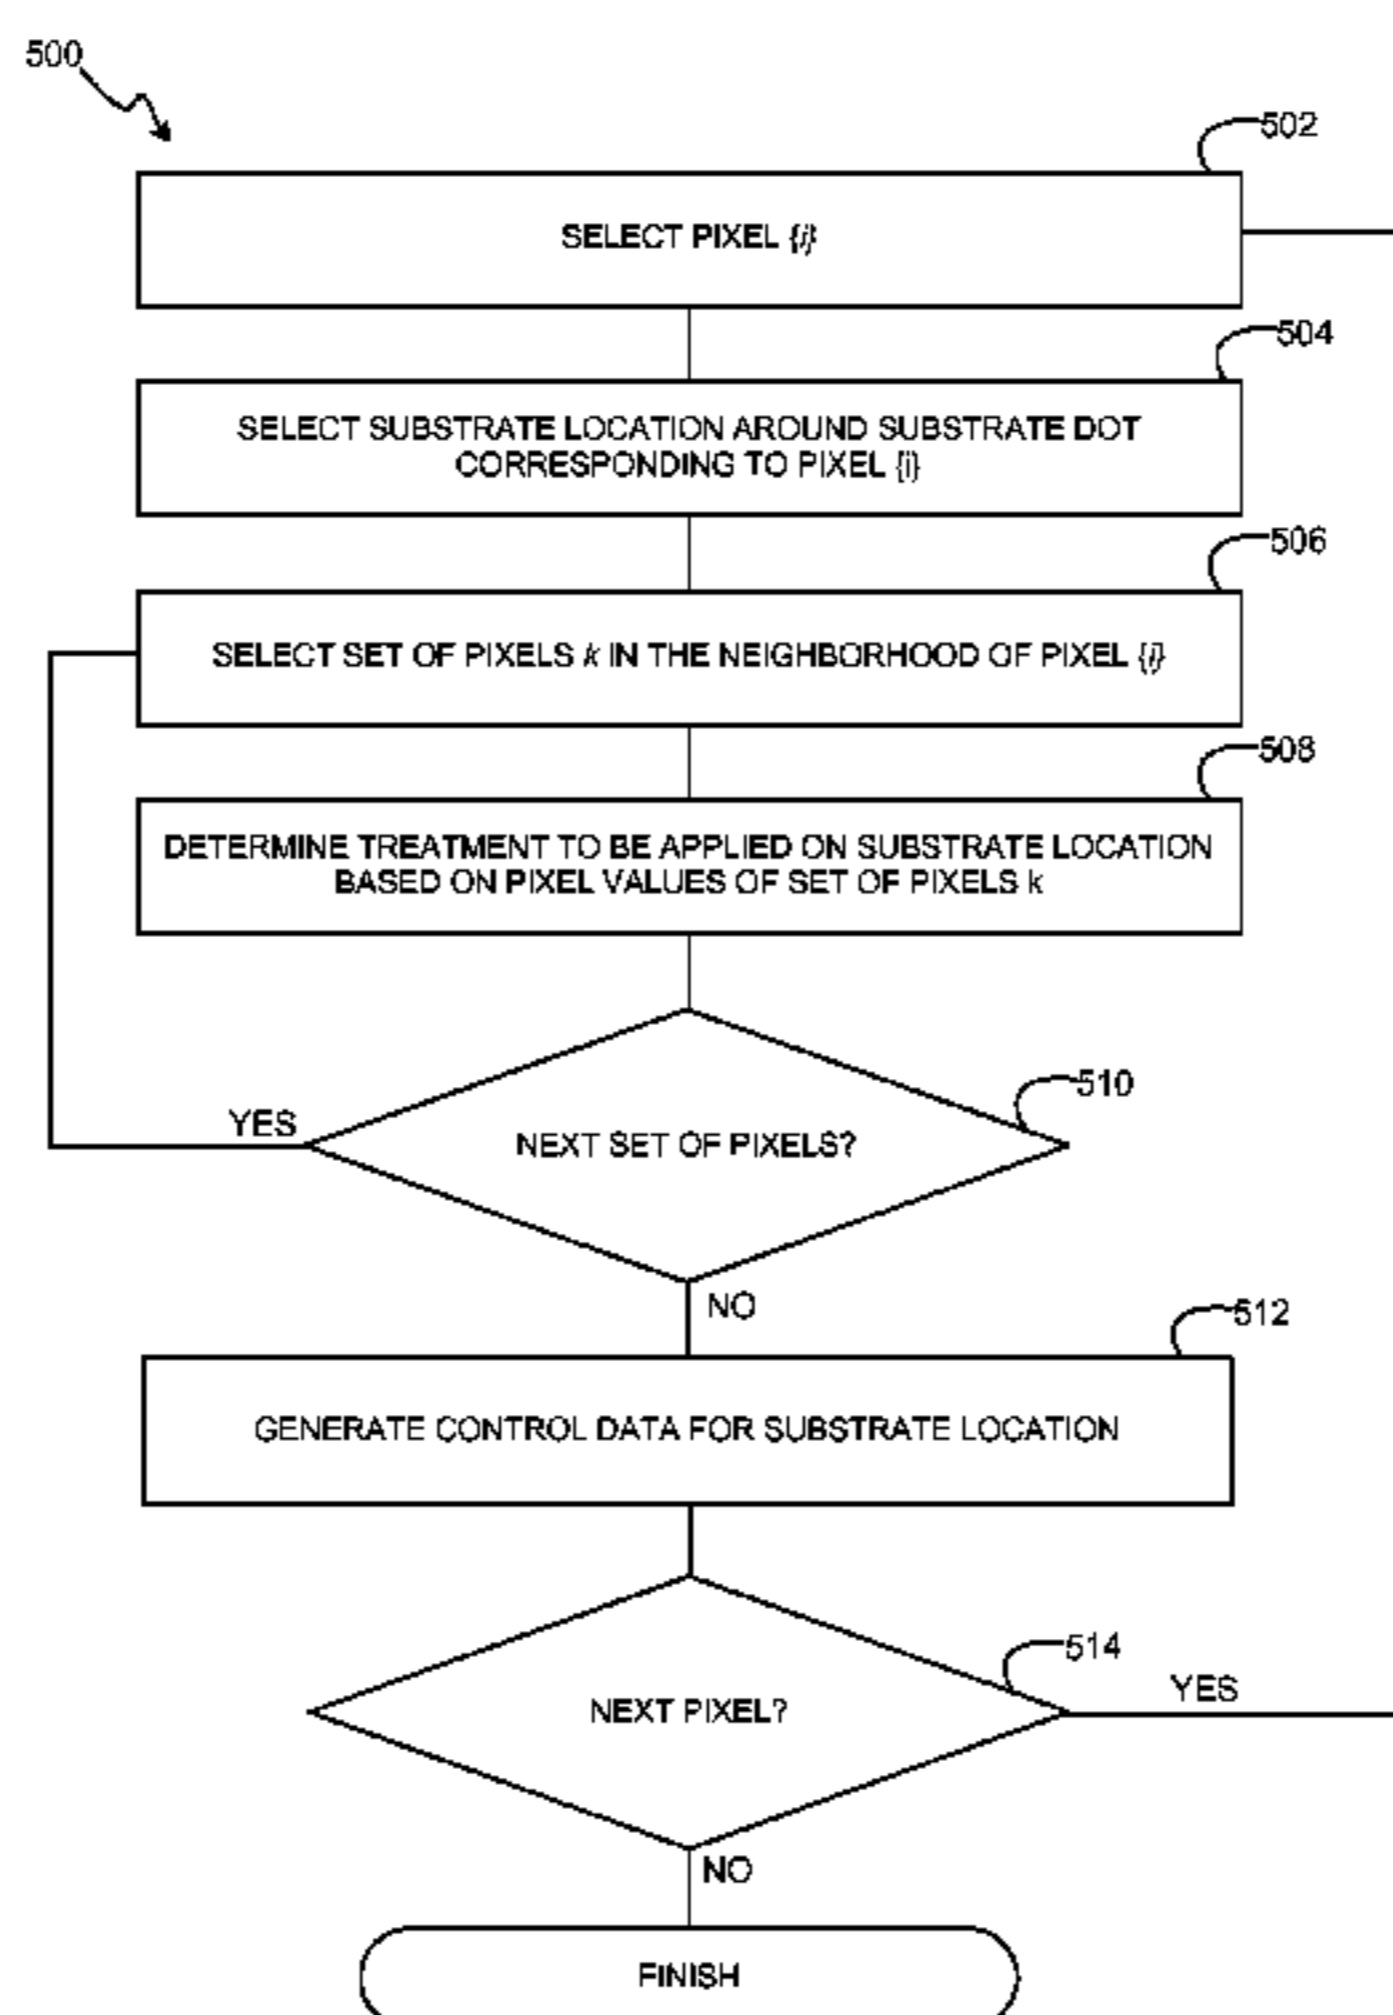 500
502
SELECT PIXEL {i}
504
SELECT SUBSTRATE LOCATION AROUND SUBSTRATE DOT
CORRESPONDING TO PIXEL {i}
506
SELECT SET OF PIXELS k IN THE NEIGHBORHOOD OF PIXEL {i}
508
DETERMINE TREATMENT TO BE APPLIED ON SUBSTRATE LOCATION
BASED ON PIXEL VALUES OF SET OF PIXELS k
510
YES
NEXT SET OF PIXELS?
NO
512
GENERATE CONTROL DATA FOR SUBSTRATE LOCATION
514
YES
NEXT PIXEL?
NO
FINISH